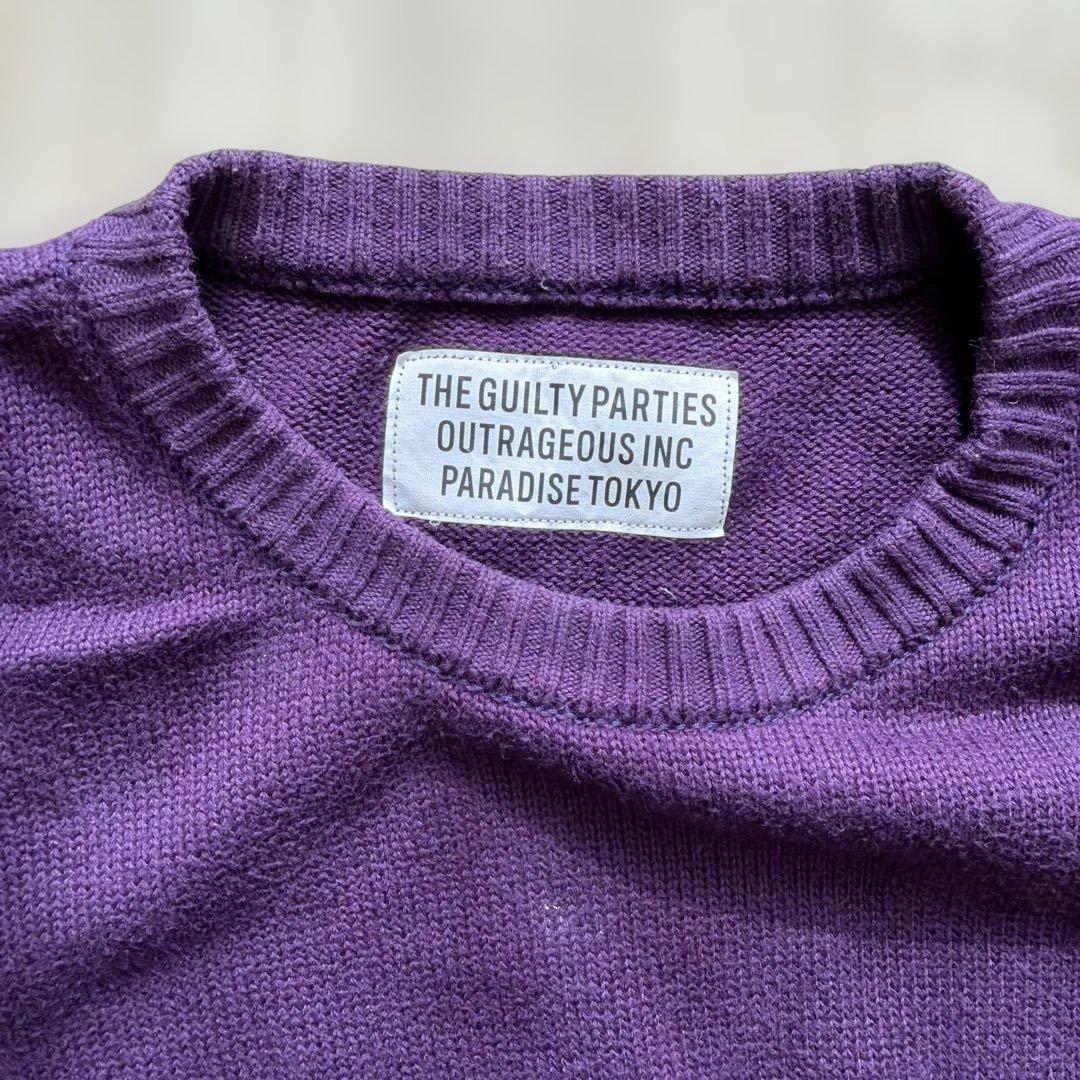 THE GUILTY PARTIES
OUTRAGEOUS INC
PARADISE TOKYO